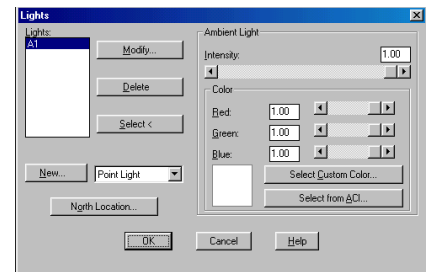 Lights
Lights:
A1
Modify...
Delete
Select <
New...
Point Light
North Location...
Ambient Light
Intensity:
1.00
Color
Red:
1.00
Green:
1.00
Blue:
1.00
Select Custom Color...
Select from ACI...
OK
Cancel
Help